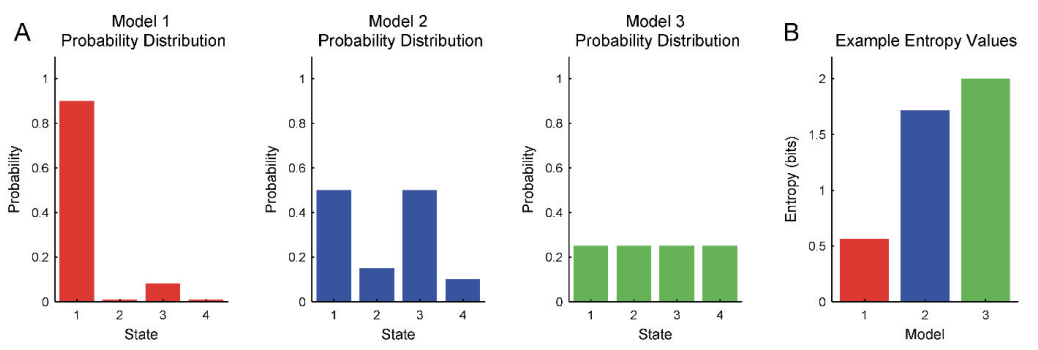 A
Model 1
Probability Distribution
Probability
1
0.8
0.6
0.4
0.2
0
1 2 3 4
State
Model 2
Probability Distribution
Probability
1
0.8
0.6
0.4
0.2
0
1 2 3 4
State
Model 3
Probability Distribution
Probability
1
0.8
0.6
0.4
0.2
0
1 2 3 4
State
B
Example Entropy Values
Entropy (bits)
2
1.5
1
0.5
0
1 2 3
Model